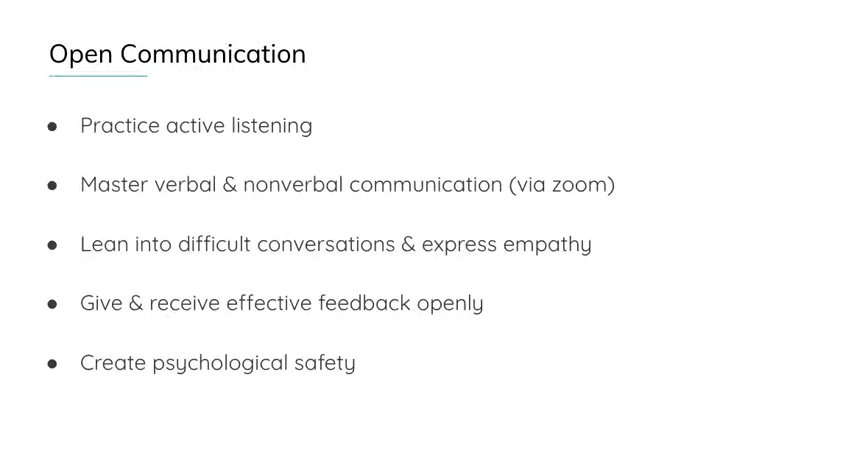 Open Communication
● Practice active listening
● Master verbal & nonverbal communication (via zoom)
● Lean into difficult conversations & express empathy
● Give & receive effective feedback openly
● Create psychological safety